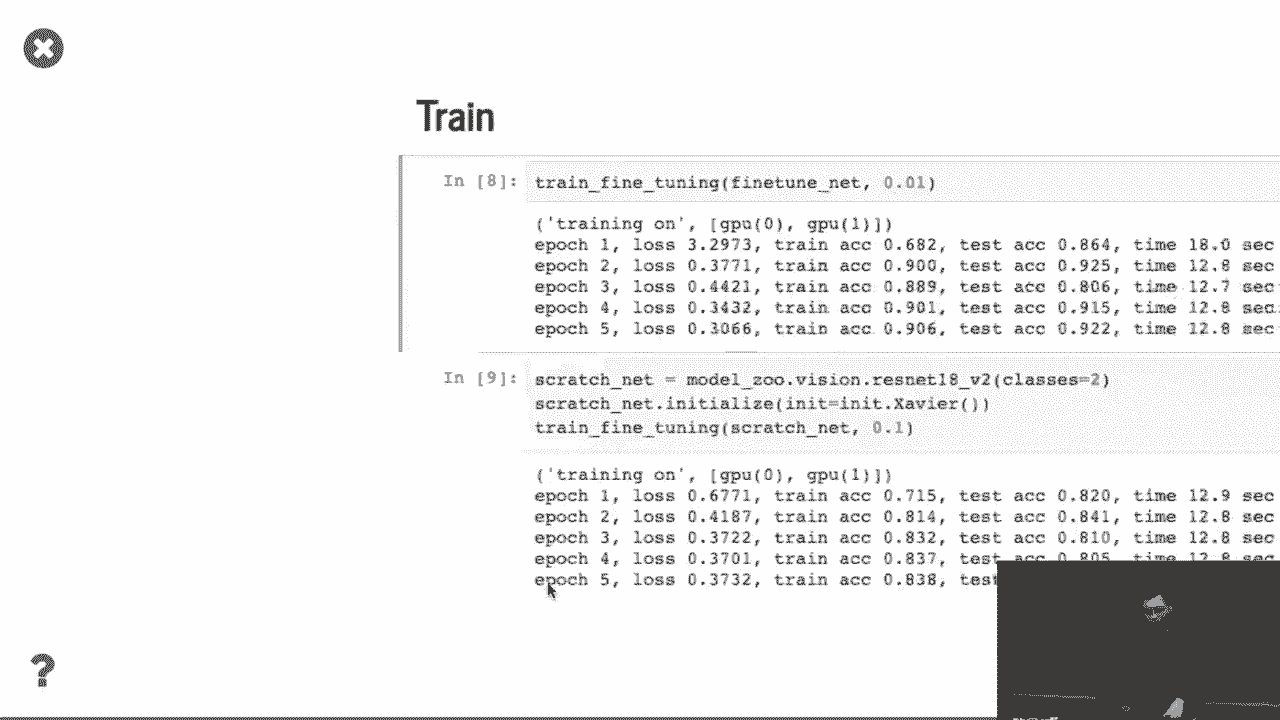 Train
In [8]: train_fine_tuning(finetune_net, 0.01)
('training on', [gpu(0), gpu(1)])
epoch 1, loss 3.2973, train acc 0.682, test acc 0.864, time 18.0 sec
epoch 2, loss 0.3771, train acc 0.900, test acc 0.925, time 12.8 sec
epoch 3, loss 0.4421, train acc 0.889, test acc 0.806, time 12.7 sec
epoch 4, loss 0.3432, train acc 0.901, test acc 0.915, time 12.8 sec
epoch 5, loss 0.3066, train acc 0.906, test acc 0.922, time 12.8 sec
In [9]: scratch_net = model_zoo.vision.resnet18_v2(classes=2)
scratch_net.initialize(init=init.Xavier())
train_fine_tuning(scratch_net, 0.1)
('training on', [gpu(0), gpu(1)])
epoch 1, loss 0.6771, train acc 0.715, test acc 0.820, time 12.9 sec
epoch 2, loss 0.4187, train acc 0.814, test acc 0.841, time 12.8 sec
epoch 3, loss 0.3722, train acc 0.832, test acc 0.810, time 12.8 sec
epoch 4, loss 0.3701, train acc 0.837, test acc 0.805, time 12.8 sec
epoch 5, loss 0.3732, train acc 0.838, test
?